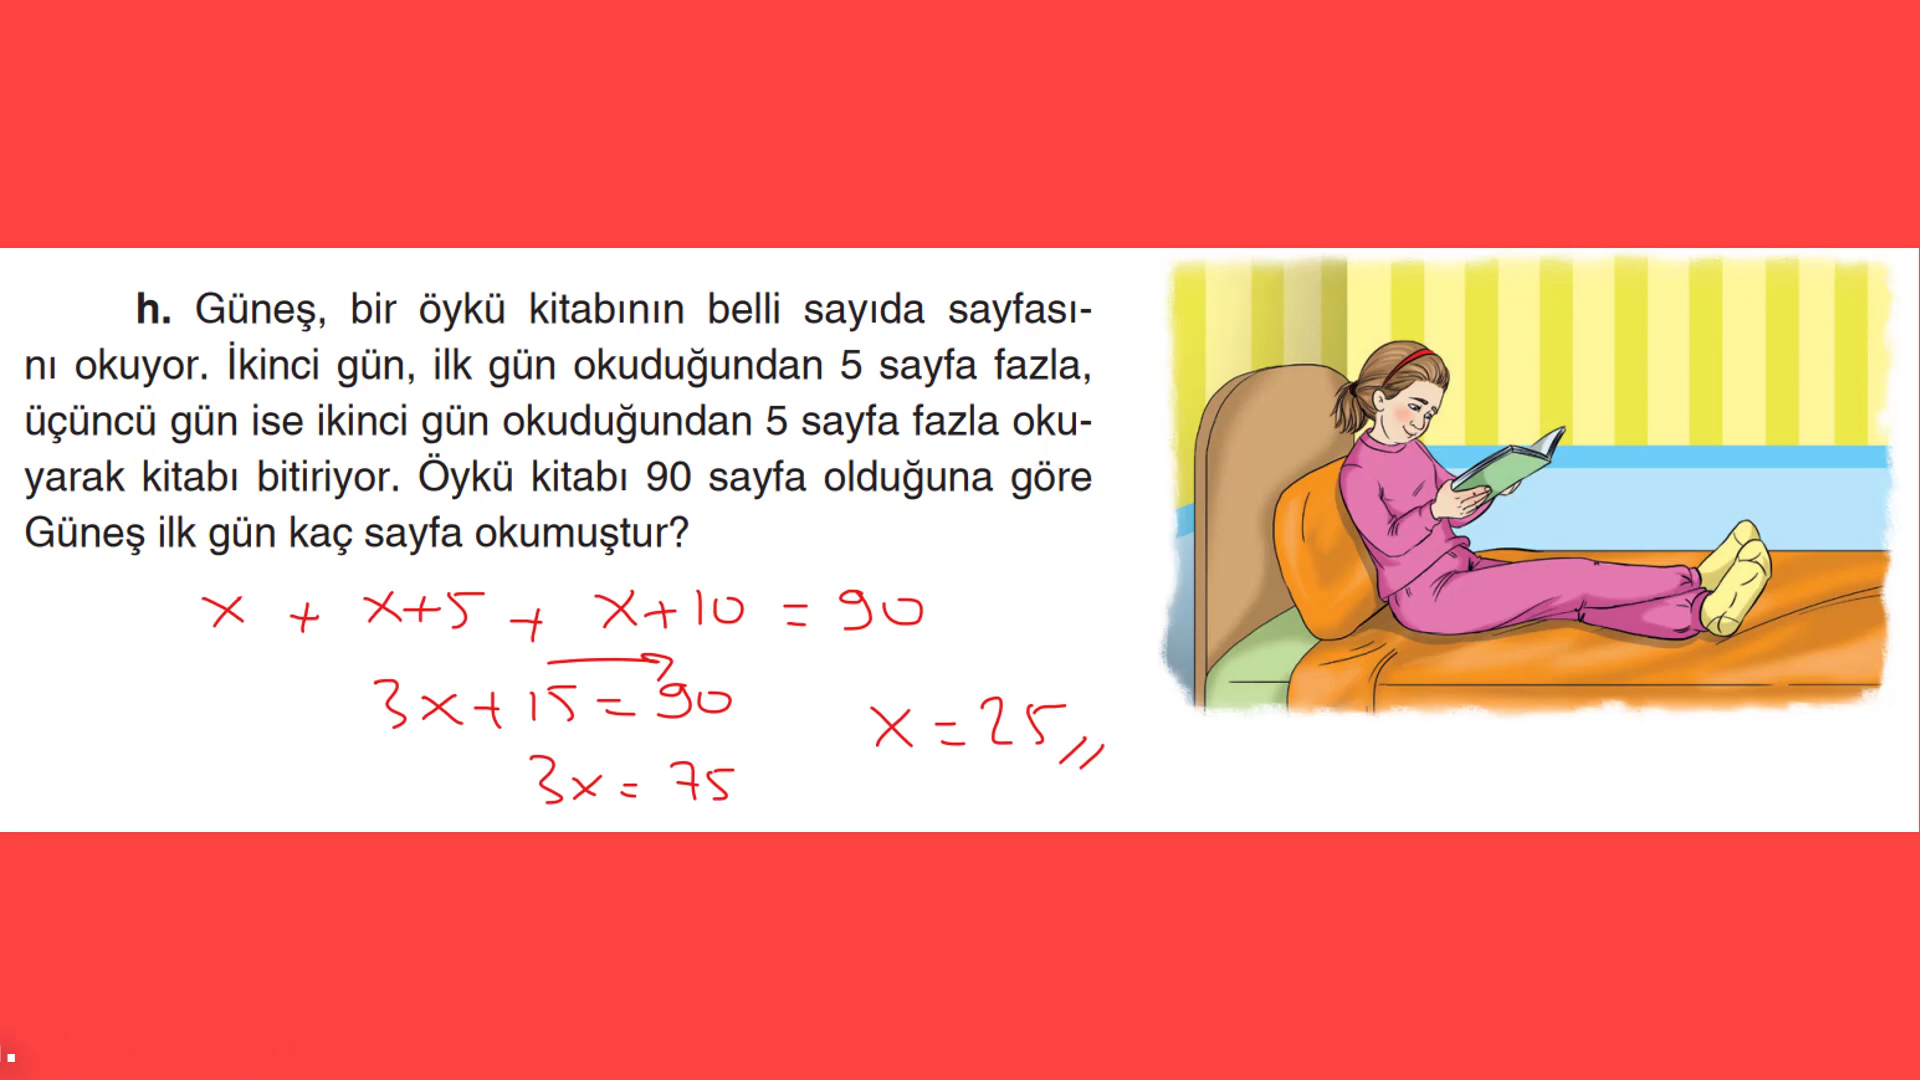 h. Güneş, bir öykü kitabının belli sayıda sayfası-
nı okuyor. İkinci gün, ilk gün okuduğundan 5 sayfa fazla,
üçüncü gün ise ikinci gün okuduğundan 5 sayfa fazla oku-
yarak kitabı bitiriyor. Öykü kitabı 90 sayfa olduğuna göre
Güneş ilk gün kaç sayfa okumuştur?
x + x+5 + x+10 = 90
3x+15=90
x=25
3x= 75